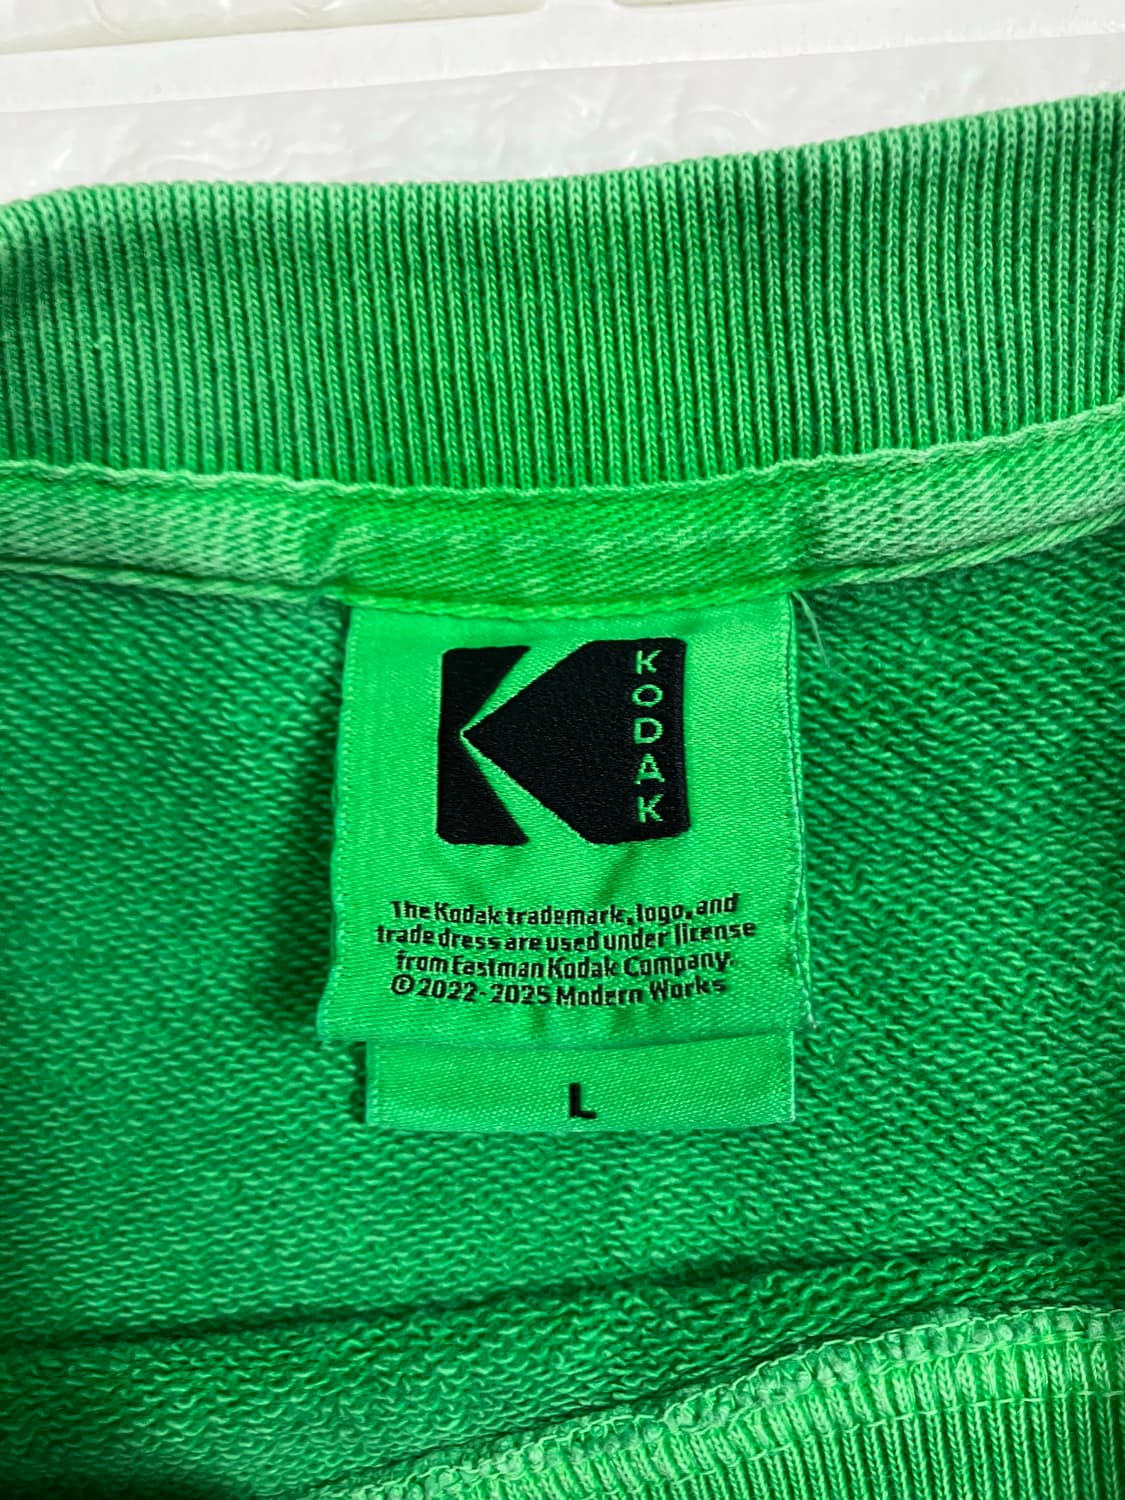 KODAK
The Kodak trademark, logo, and
trade dress are used under license
from Eastman Kodak Company.
©2022-2025 Modern Works
L